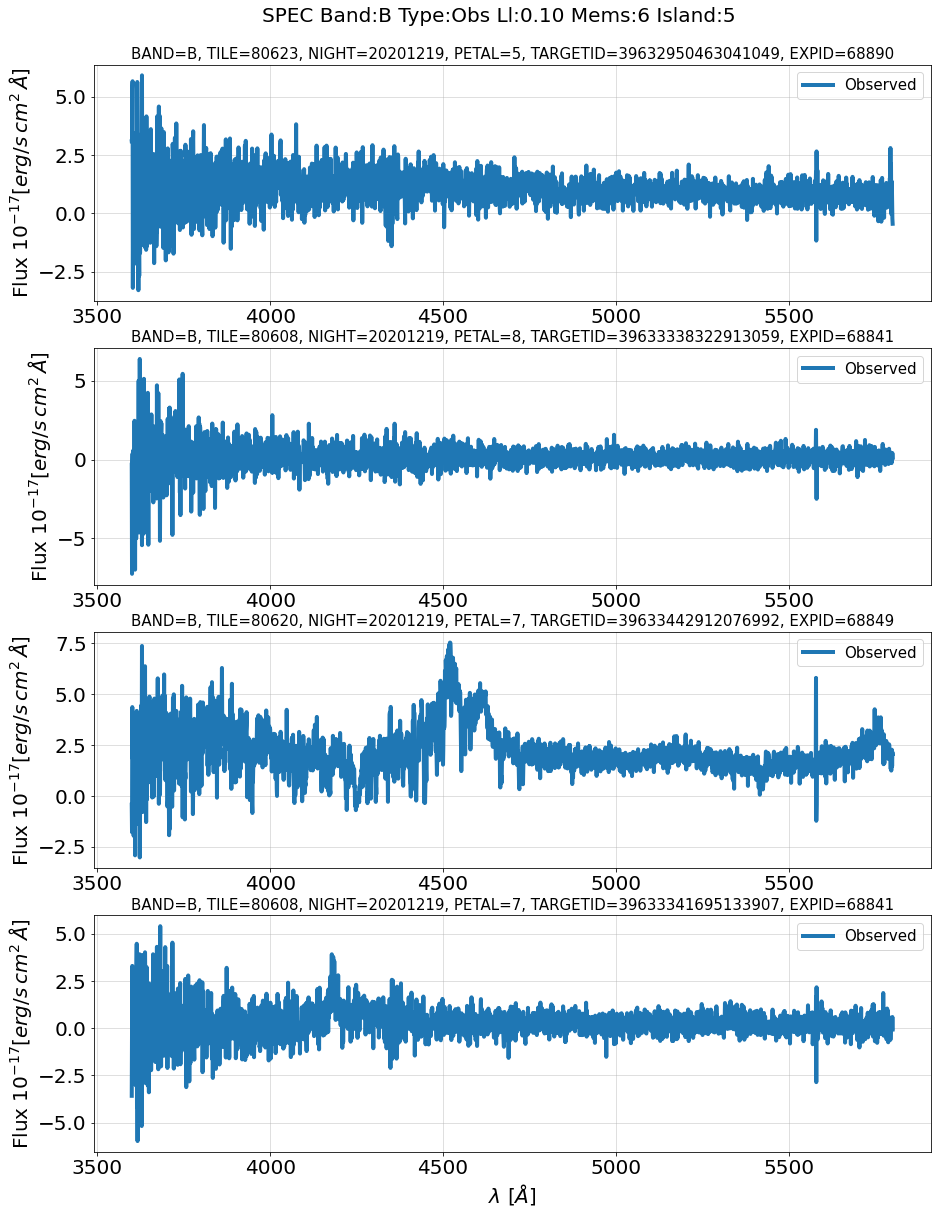 SPEC Band:B Type:Obs Ll:0.10 Mems:6 Island:5
BAND=B, TILE=80623, NIGHT=20201219, PETAL=5, TARGETID=39632950463041049, EXPID=68890
Flux 10^{-17}[erg/s cm^2 Å]
5.0
2.5
0.0
−2.5
Observed
3500 4000 4500 5000 5500
BAND=B, TILE=80608, NIGHT=20201219, PETAL=8, TARGETID=39633338322913059, EXPID=68841
Flux 10^{-17}[erg/s cm^2 Å]
5
0
−5
Observed
3500 4000 4500 5000 5500
BAND=B, TILE=80620, NIGHT=20201219, PETAL=7, TARGETID=39633442912076992, EXPID=68849
Flux 10^{-17}[erg/s cm^2 Å]
7.5
5.0
2.5
0.0
−2.5
Observed
3500 4000 4500 5000 5500
BAND=B, TILE=80608, NIGHT=20201219, PETAL=7, TARGETID=39633341695133907, EXPID=68841
Flux 10^{-17}[erg/s cm^2 Å]
5.0
2.5
0.0
−2.5
−5.0
Observed
3500 4000 4500 5000 5500
λ [Å]